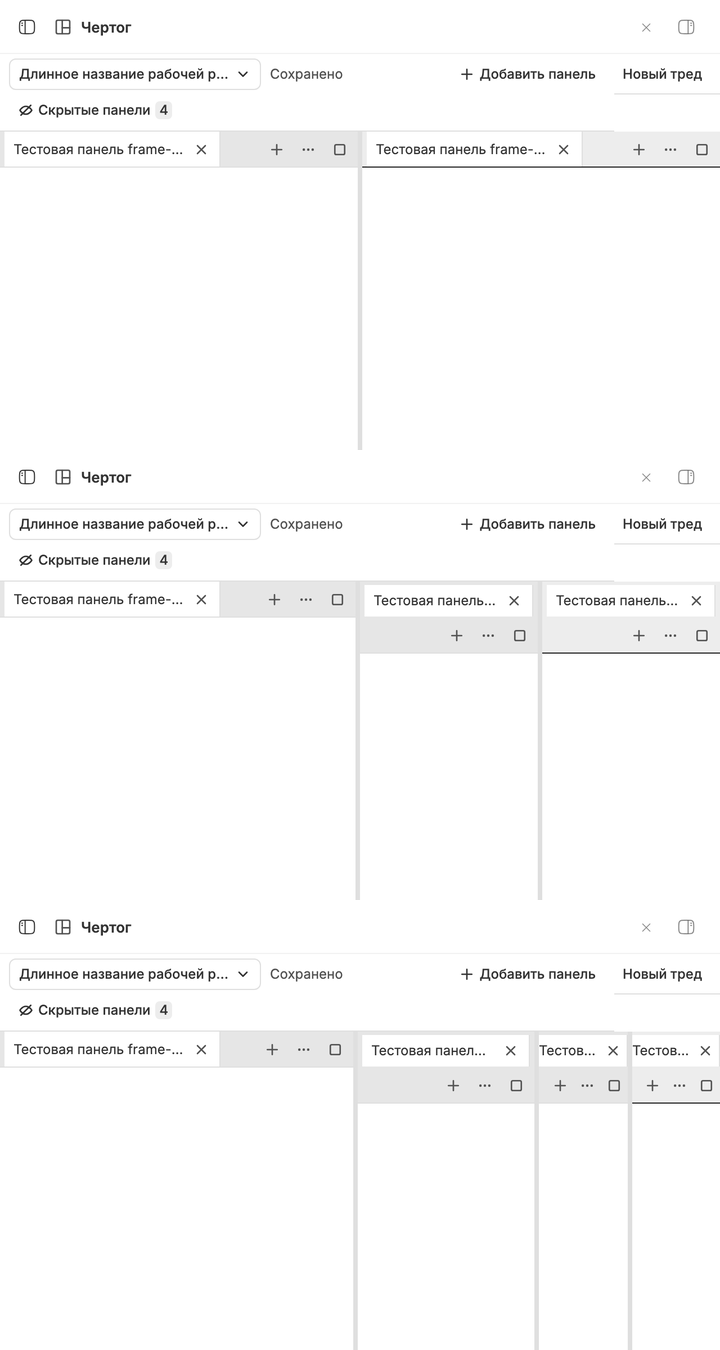 Чертог
Длинное название рабочей р... Сохранено Добавить панель Новый тред
Скрытые панели 4
Тестовая панель frame-... Тестовая панель frame-...
Чертог
Длинное название рабочей р... Сохранено Добавить панель Новый тред
Скрытые панели 4
Тестовая панель frame-... Тестовая панель... Тестовая панель...
Чертог
Длинное название рабочей р... Сохранено Добавить панель Новый тред
Скрытые панели 4
Тестовая панель frame-... Тестовая панел... Тестов... Тестов...